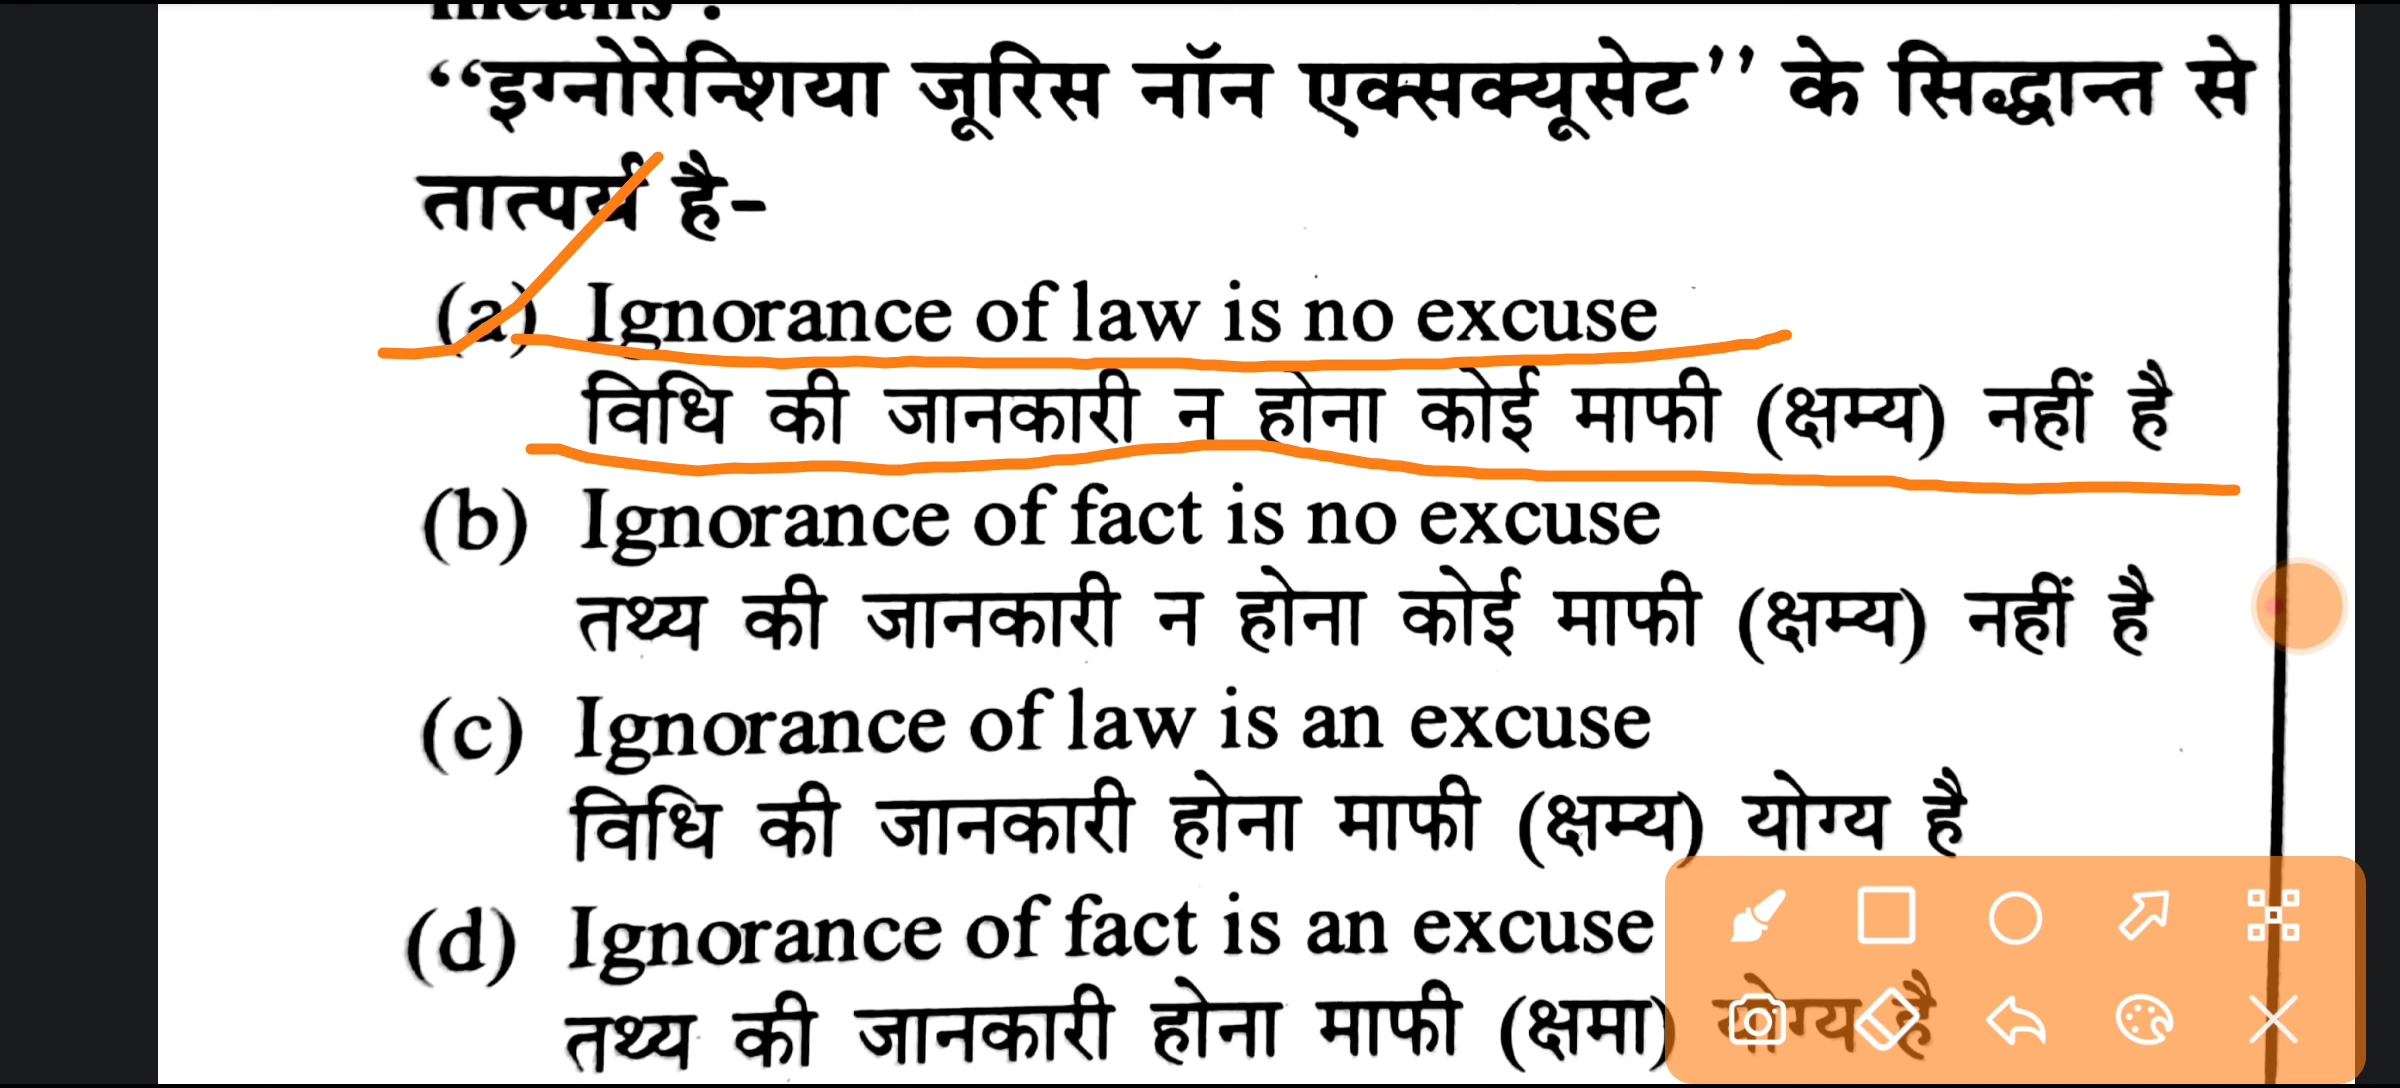 means :
“इग्नोरेन्शिया जूरिस नॉन एक्सक्यूसेट” के सिद्धान्त से
तात्पर्य है-
(a) Ignorance of law is no excuse
विधि की जानकारी न होना कोई माफी (क्षम्य) नहीं है
(b) Ignorance of fact is no excuse
तथ्य की जानकारी न होना कोई माफी (क्षम्य) नहीं है
(c) Ignorance of law is an excuse
विधि की जानकारी होना माफी (क्षम्य) योग्य है
(d) Ignorance of fact is an excuse
तथ्य की जानकारी होना माफी (क्षमा) योग्य है